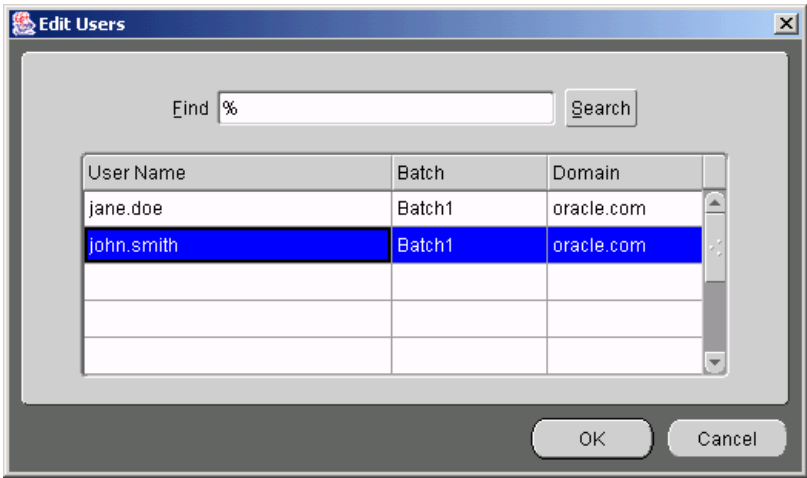 Edit Users
Find % Search
User Name Batch Domain
jane.doe Batch1 oracle.com
john.smith Batch1 oracle.com
OK Cancel